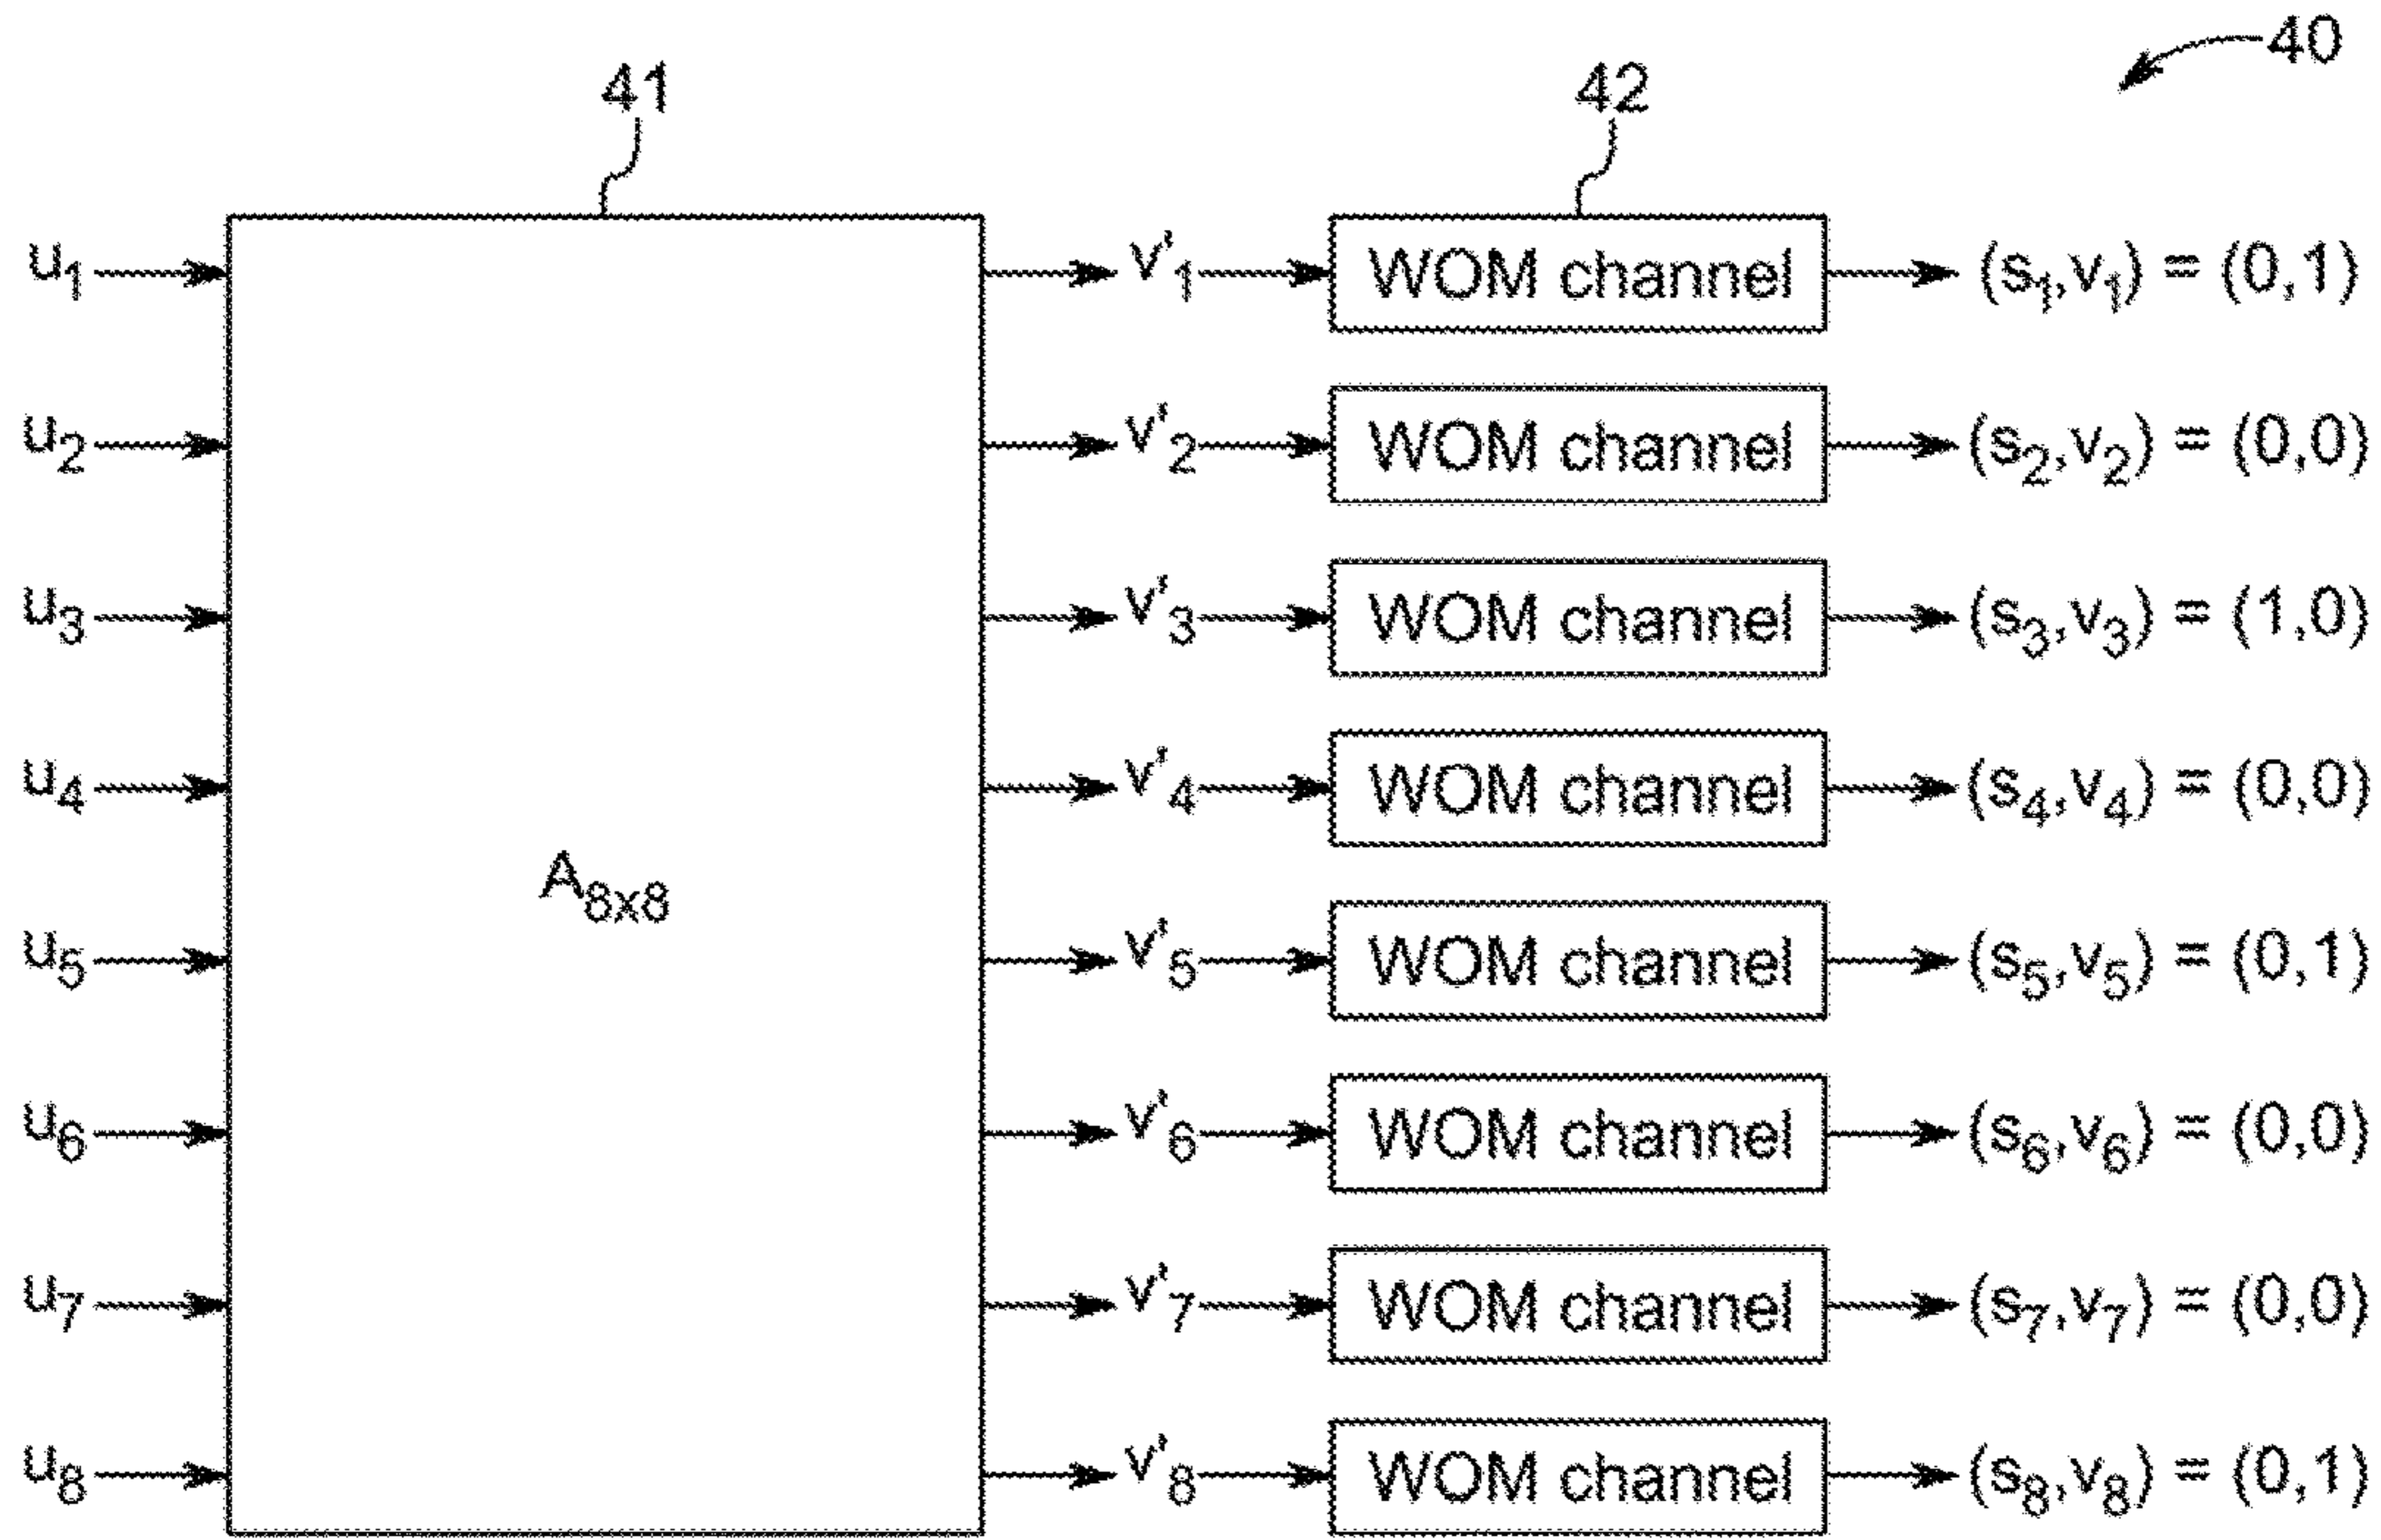 40
41 42
u₁ v'₁ WOM channel (s₁,v₁) = (0,1)
u₂ v'₂ WOM channel (s₂,v₂) = (0,0)
u₃ v'₃ WOM channel (s₃,v₃) = (1,0)
u₄ v'₄ WOM channel (s₄,v₄) = (0,0)
A₈ₓ₈
u₅ v'₅ WOM channel (s₅,v₅) = (0,1)
u₆ v'₆ WOM channel (s₆,v₆) = (0,0)
u₇ v'₇ WOM channel (s₇,v₇) = (0,0)
u₈ v'₈ WOM channel (s₈,v₈) = (0,1)